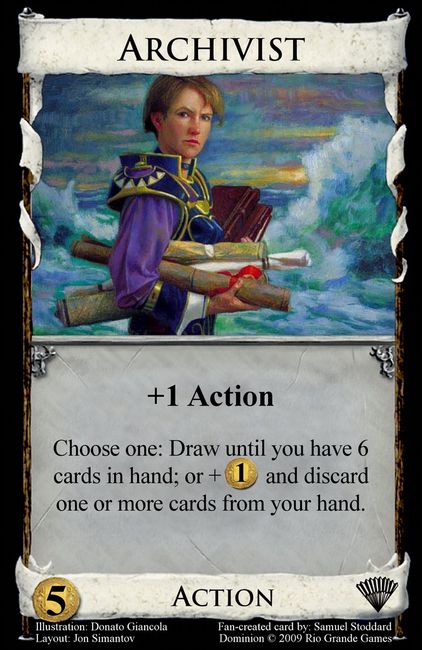 ARCHIVIST
+1 Action
Choose one: Draw until you have 6
cards in hand; or + 1 and discard
one or more cards from your hand.
5
ACTION
Illustration: Donato Giancola
Layout: Jon Simantov
Fan-created card by: Samuel Stoddard
Dominion © 2009 Rio Grande Games